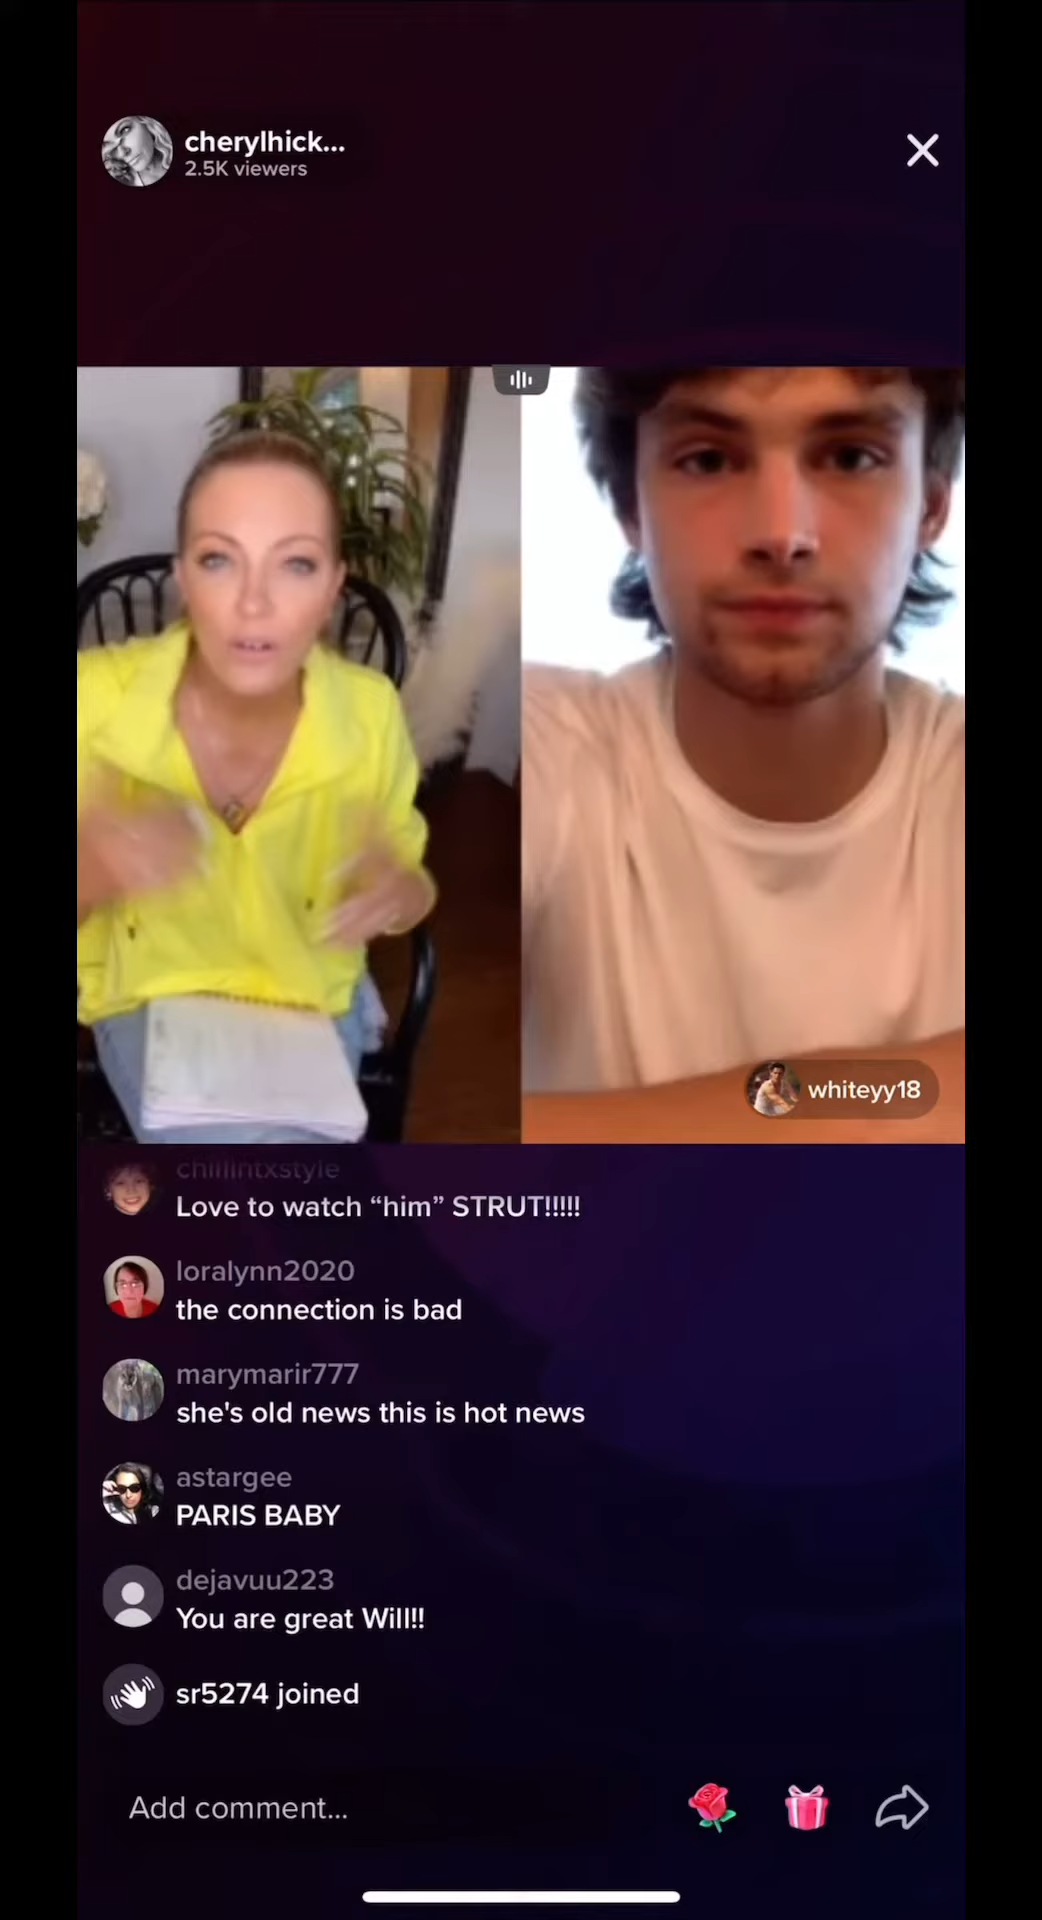 cherylhick...
2.5K viewers
whiteyy18
chillintxstyle
Love to watch “him” STRUT!!!!!
loralynn2020
the connection is bad
marymarir777
she's old news this is hot news
astargee
PARIS BABY
dejavuu223
You are great Will!!
sr5274 joined
Add comment...